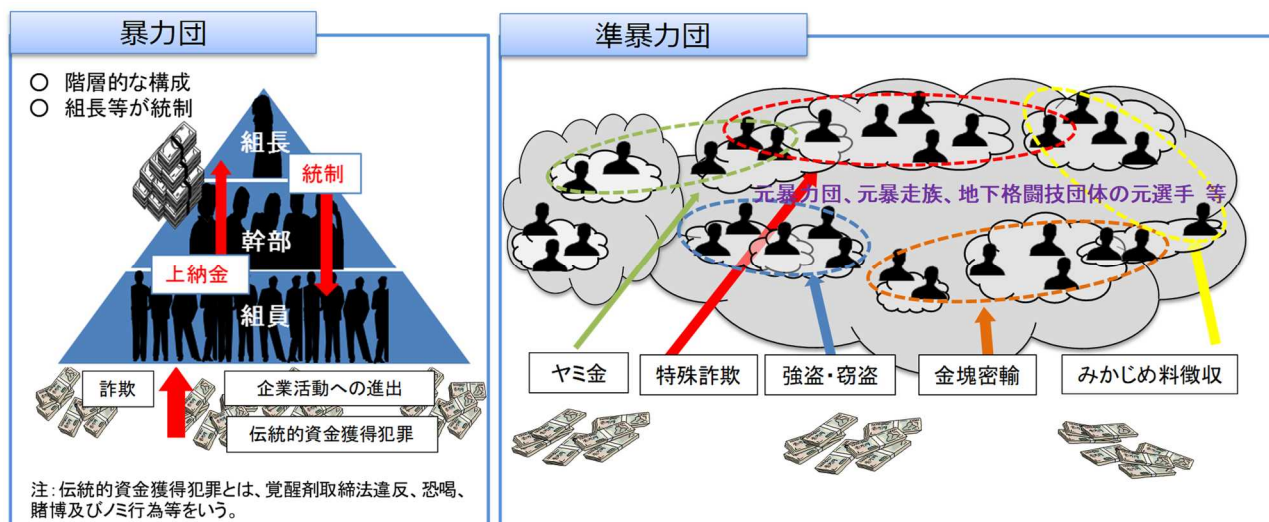 暴力団
○ 階層的な構成
○ 組長等が統制
組長
統制
幹部
上納金
組員
詐欺
企業活動への進出
伝統的資金獲得犯罪
注：伝統的資金獲得犯罪とは、覚醒剤取締法違反、恐喝、
賭博及びノミ行為等をいう。
準暴力団
元暴力団、元暴走族、地下格闘技団体の元選手 等
ヤミ金
特殊詐欺
強盗・窃盗
金塊密輸
みかじめ料徴収